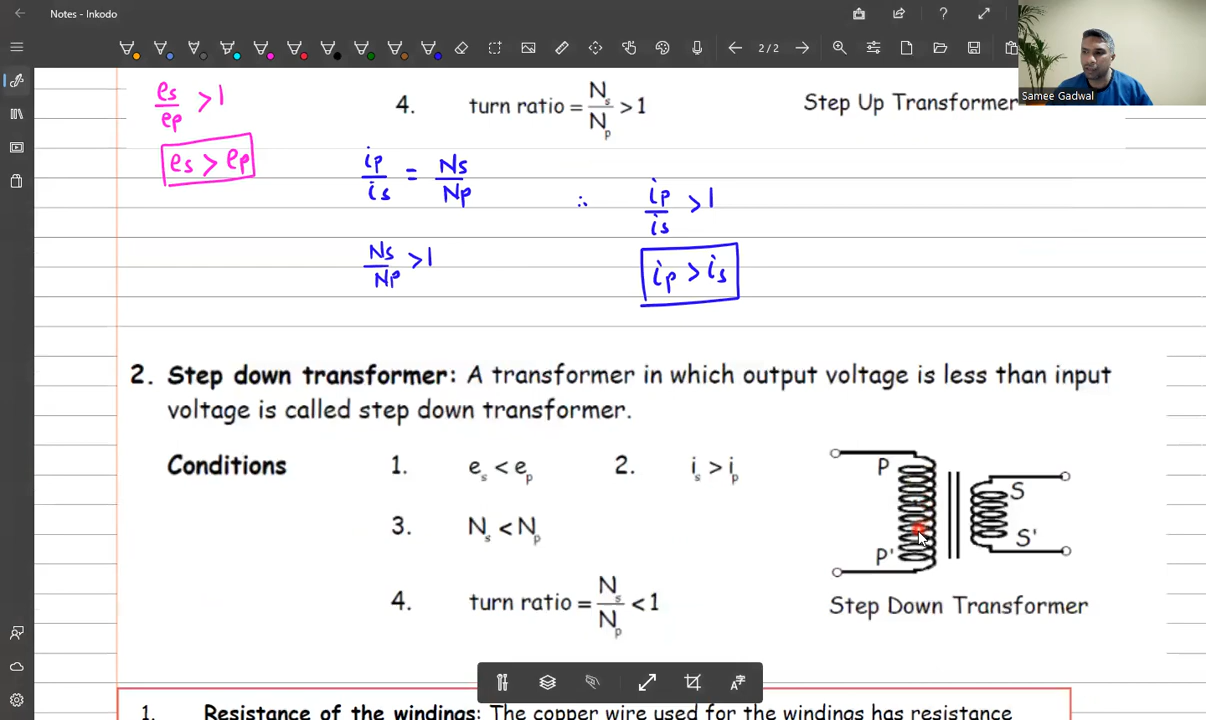 Notes - Inkodo
2 / 2
Samee Gadwal
es/ep > 1
es > ep
4. turn ratio = Ns/Np > 1
Step Up Transformer
ip/is = Ns/Np
∴ ip/is > 1
Ns/Np > 1
ip > is
2. Step down transformer: A transformer in which output voltage is less than input
voltage is called step down transformer.
Conditions 1. es < ep 2. is > ip
3. Ns < Np
4. turn ratio = Ns/Np < 1
P
P'
S
S'
Step Down Transformer
1. Resistance of the windings: The copper wire used for the windings has resistance